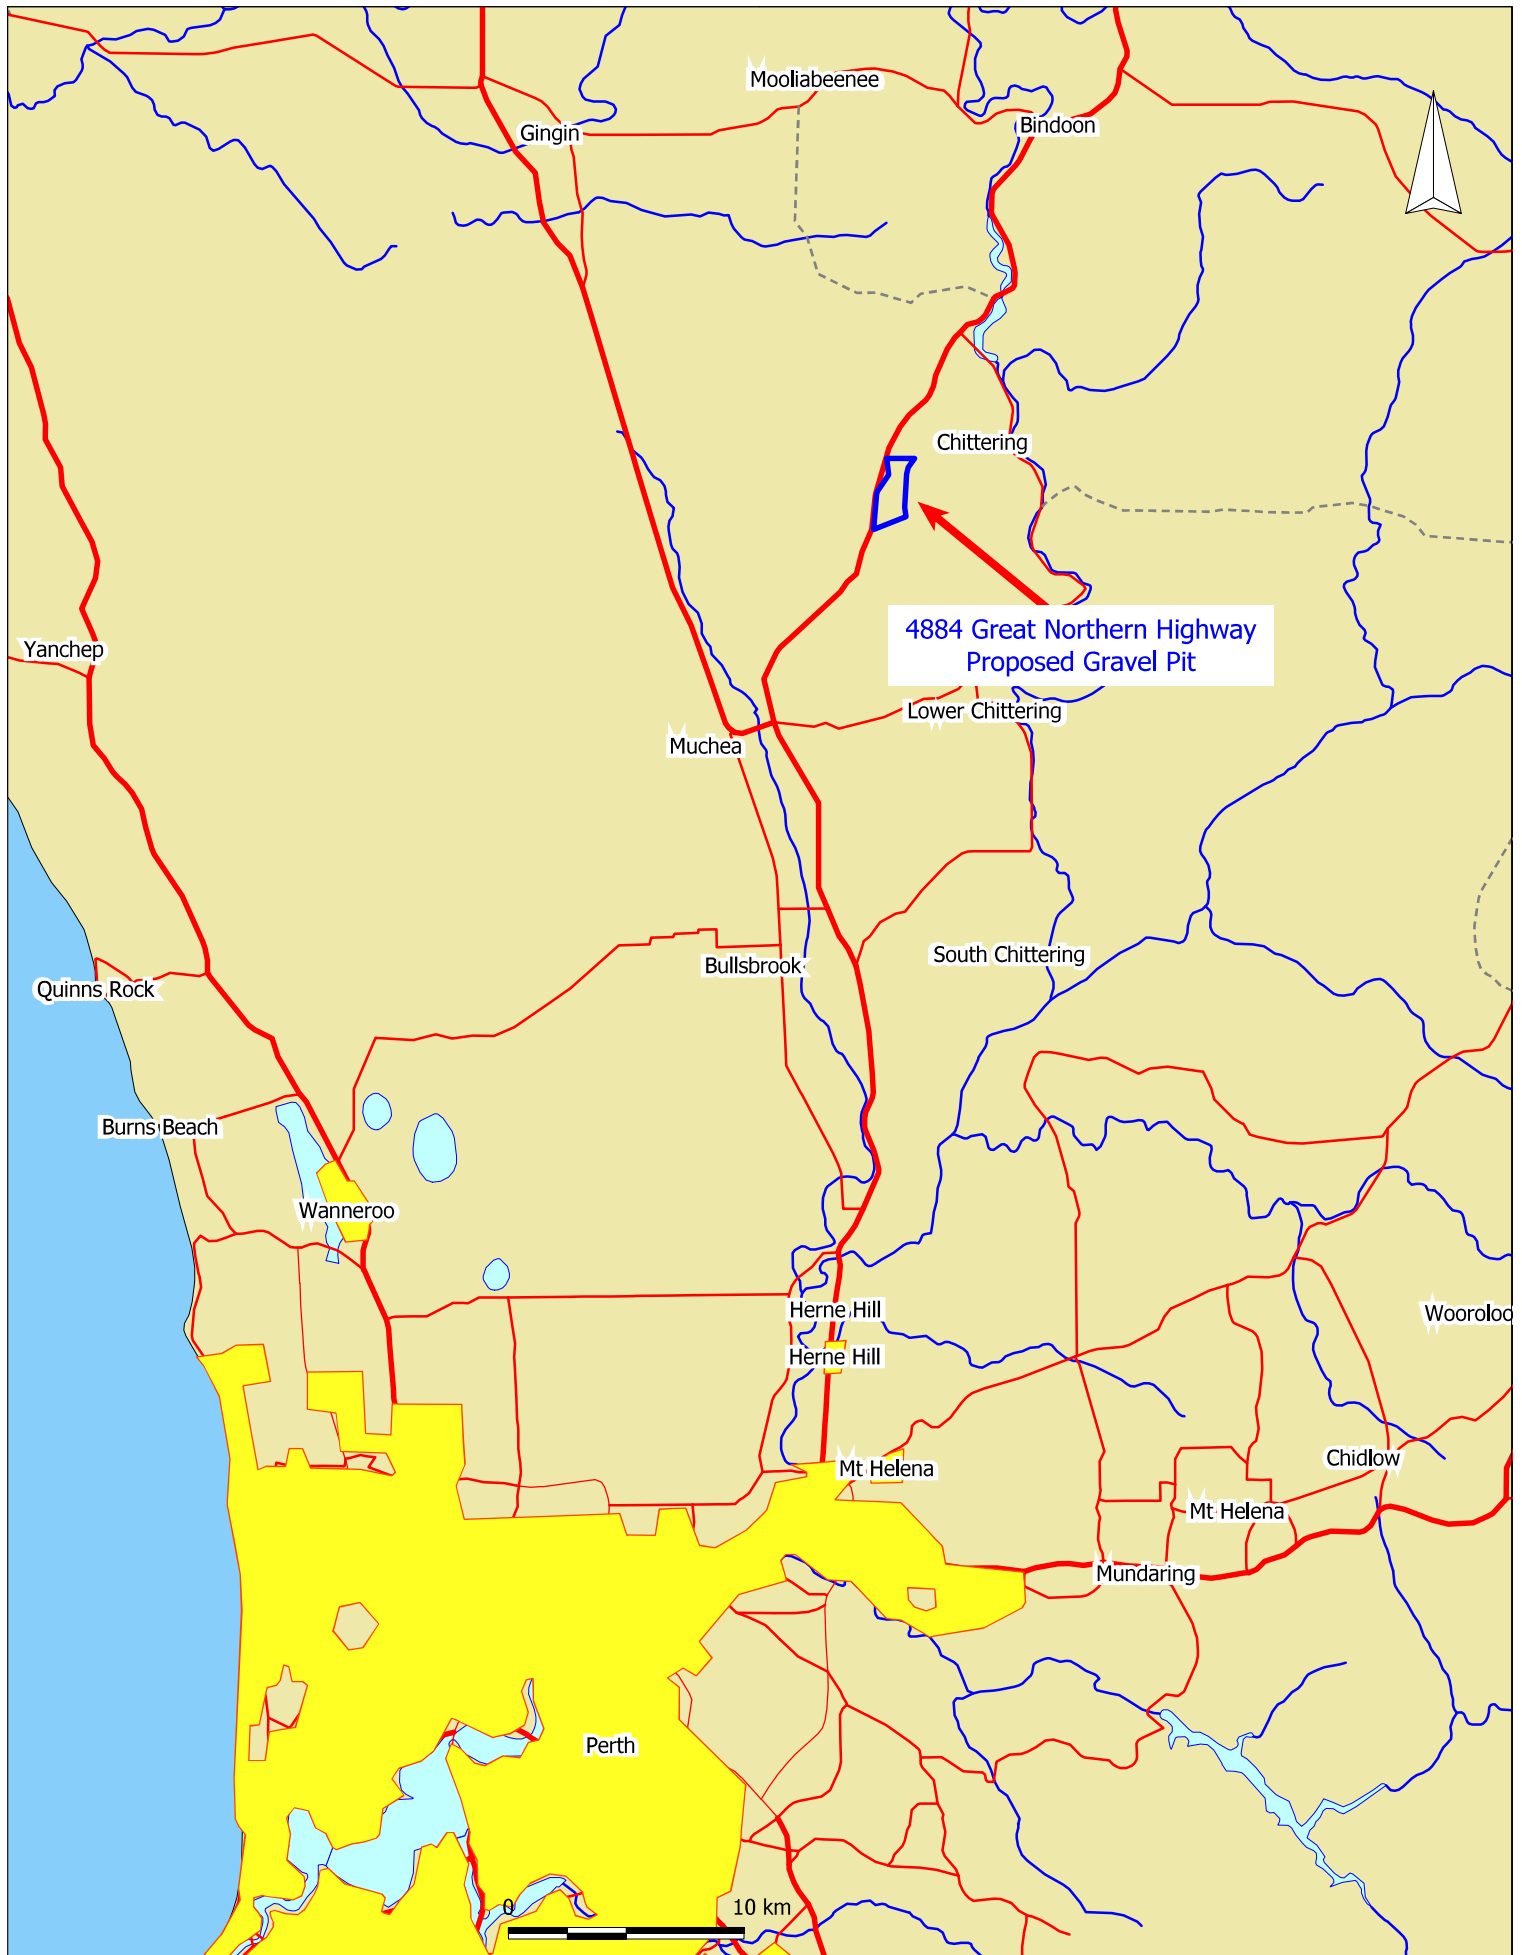 Mooliabeenee
Gingin
Bindoon
Chittering
4884 Great Northern Highway
Proposed Gravel Pit
Yanchep
Lower Chittering
Muchea
South Chittering
Bullsbrook
Quinns Rock
Burns Beach
Wanneroo
Herne Hill
Wooroloo
Herne Hill
Chidlow
Mt Helena
Mt Helena
Mundaring
Perth
0
10 km